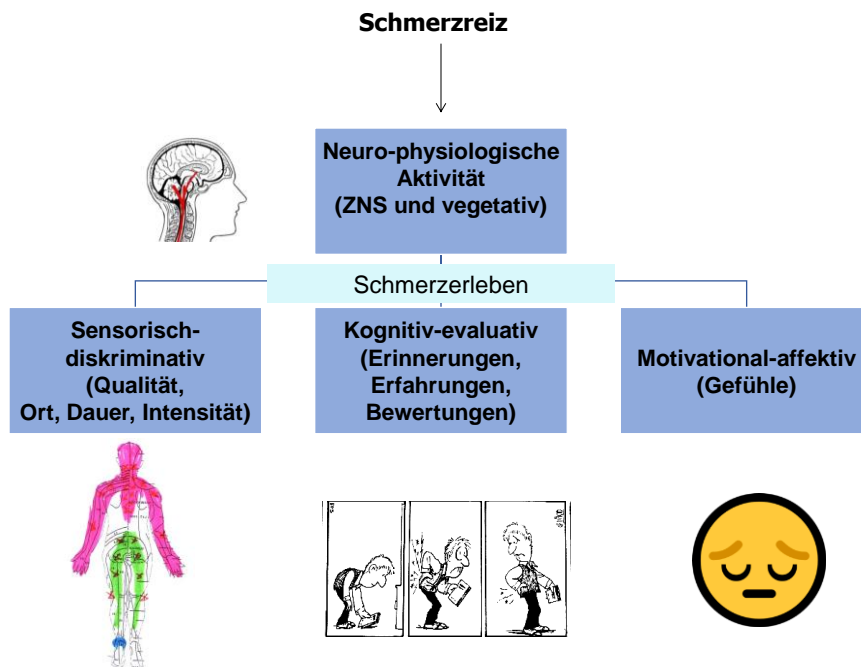 Schmerzreiz
Neuro-physiologische
Aktivität
(ZNS und vegetativ)
Schmerzerleben
Sensorisch-
diskriminativ
(Qualität,
Ort, Dauer, Intensität)
Kognitiv-evaluativ
(Erinnerungen,
Erfahrungen,
Bewertungen)
Motivational-affektiv
(Gefühle)